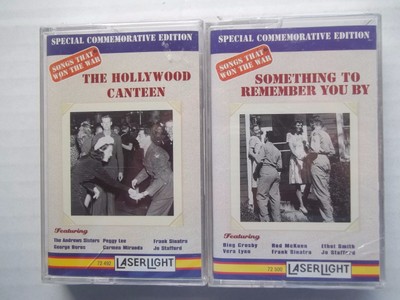 SPECIAL COMMEMORATIVE EDITION
SONGS THAT
WON THE WAR
THE HOLLYWOOD
CANTEEN
Featuring
The Andrews Sisters Peggy Lee Frank Sinatra
George Burns Carmen Miranda Jo Stafford
LASERLIGHT
SPECIAL COMMEMORATIVE EDITION
SONGS THAT
WON THE WAR
SOMETHING TO
REMEMBER YOU BY
Featuring
Bing Crosby Ethel Smith
Vera Lynn Frank Sinatra Jo Stafford
LASERLIGHT